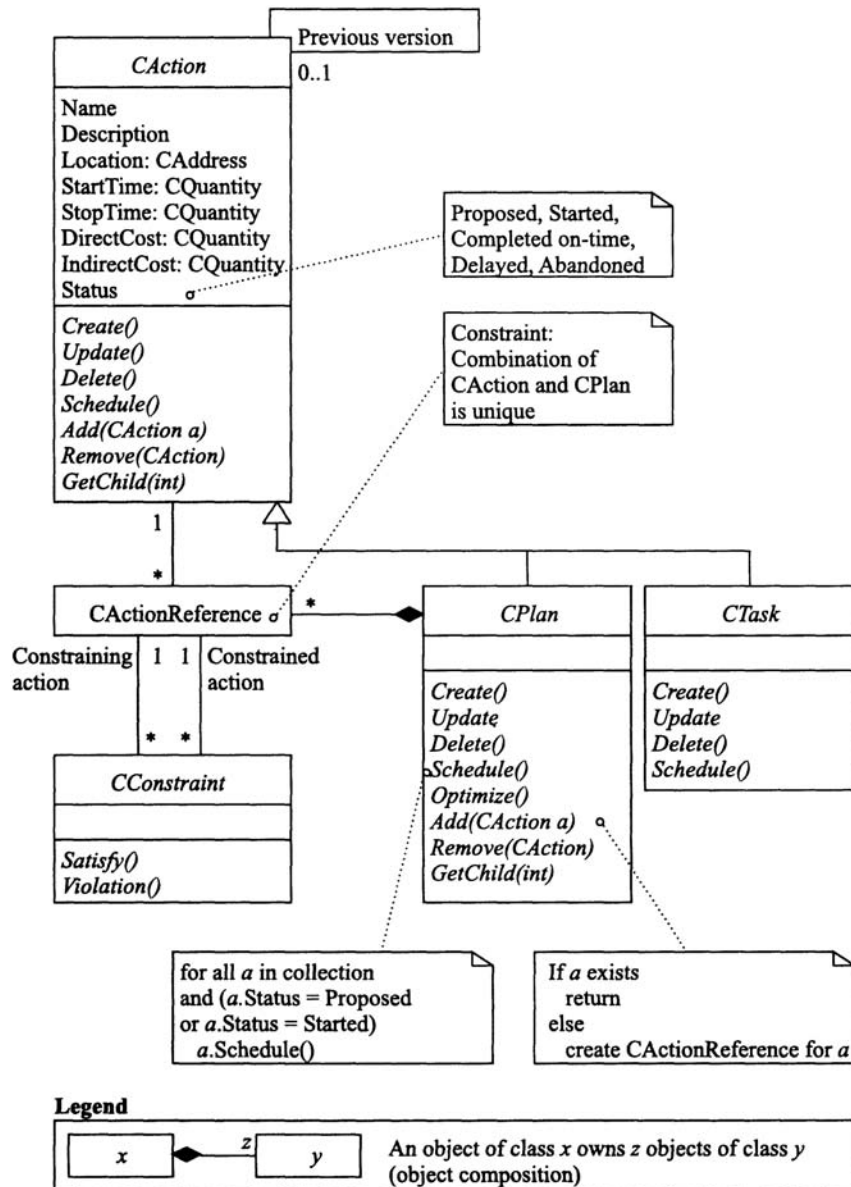 Previous version
CAction
0..1
Name
Description
Location: CAddress
StartTime: CQuantity
StopTime: CQuantity
DirectCost: CQuantity
IndirectCost: CQuantity
Status
Proposed, Started,
Completed on-time,
Delayed, Abandoned
Create()
Update()
Delete()
Schedule()
Add(CAction a)
Remove(CAction)
GetChild(int)
Constraint:
Combination of
CAction and CPlan
is unique
1
*
CActionReference
*
CPlan
CTask
Constraining
action
1
1
Constrained
action
*
*
Create()
Update
Delete()
Schedule()
Optimize()
Add(CAction a)
Remove(CAction)
GetChild(int)
Create()
Update
Delete()
Schedule()
CConstraint
Satisfy()
Violation()
for all a in collection
and (a.Status = Proposed
or a.Status = Started)
a.Schedule()
If a exists
return
else
create CActionReference for a
Legend
x
z
y
An object of class x owns z objects of class y
(object composition)